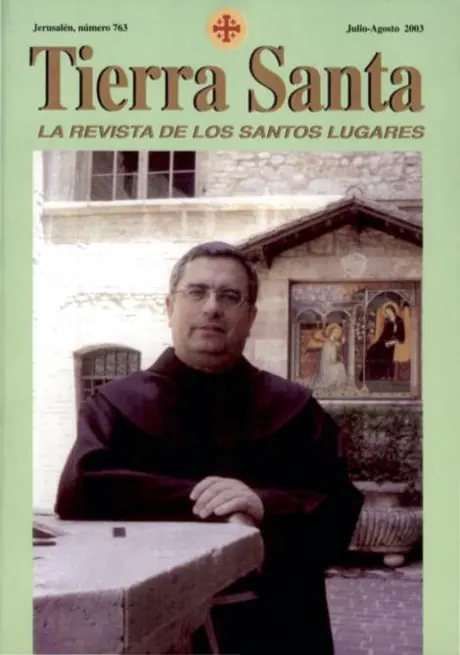 Jerusalén, número 763
Julio-Agosto 2003
Tierra Santa
LA REVISTA DE LOS SANTOS LUGARES